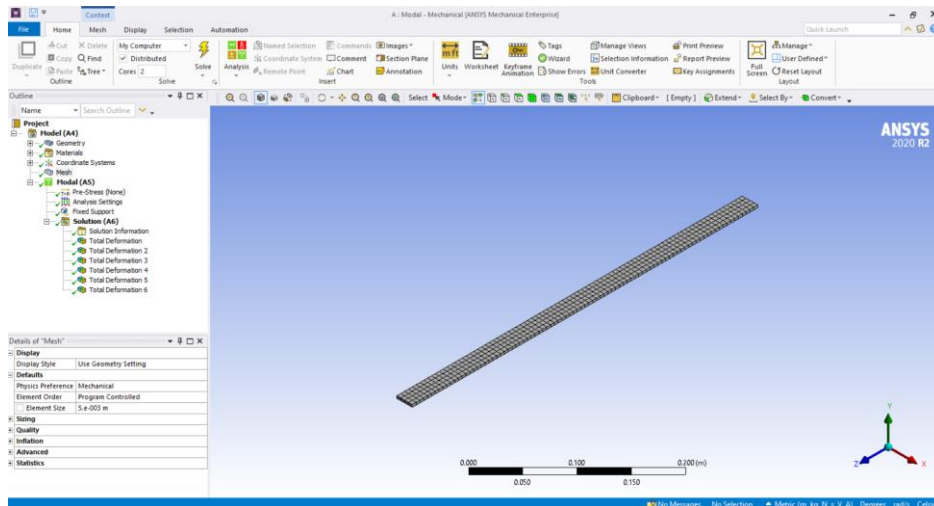 Context
A : Modal - Mechanical [ANSYS Mechanical Enterprise]
File Home Mesh Display Selection Automation
Quick Launch
Duplicate
Cut
Copy
Paste
Delete
Find
Tree
Outline
My Computer
Distributed
Cores 2
Solve
Solve
Analysis
Named Selection
Coordinate System
Remote Point
Commands
Comment
Chart
Images
Section Plane
Annotation
Insert
Units
Worksheet
Keyframe Animation
Tags
Wizard
Show Errors
Manage Views
Selection Information
Unit Converter
Print Preview
Report Preview
Key Assignments
Tools
Full Screen
Manage
User Defined
Reset Layout
Layout
Outline
Name Search Outline
Select Mode Clipboard [Empty] Extend Select By Convert
Project
Model (A4)
Geometry
Materials
Coordinate Systems
Mesh
Modal (A5)
Pre-Stress (None)
Analysis Settings
Fixed Support
Solution (A6)
Solution Information
Total Deformation
Total Deformation 2
Total Deformation 3
Total Deformation 4
Total Deformation 5
Total Deformation 6
ANSYS
2020 R2
Details of "Mesh"
Display
Display Style Use Geometry Setting
Defaults
Physics Preference Mechanical
Element Order Program Controlled
Element Size 5.e-003 m
Sizing
Quality
Inflation
Advanced
Statistics
0.000 0.100 0.200 (m)
0.050 0.150
Y
Z X
No Messages No Selection Metric (m, kg, N, s, V, A) Degrees rad/s Celsi